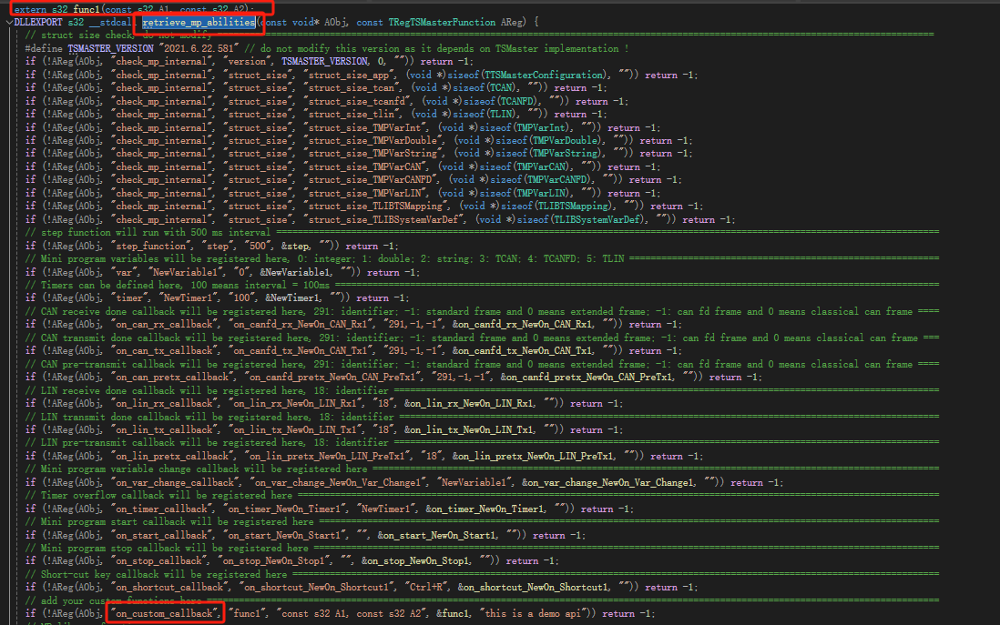 extern s32 func1(const s32 A1, const s32 A2);
DLLEXPORT s32 __stdcall retrieve_mp_abilities(const void* AObj, const TRegTSMasterFunction AReg) {
// struct size check, do not modify ================================================
#define TSMASTER_VERSION "2021.6.22.581" // do not modify this version as it depends on TSMaster implementation !
if (!AReg(AObj, "check_mp_internal", "version", TSMASTER_VERSION, 0, "")) return -1;
if (!AReg(AObj, "check_mp_internal", "struct_size", "struct_size_app", (void *)sizeof(TTSMasterConfiguration), "")) return -1;
if (!AReg(AObj, "check_mp_internal", "struct_size", "struct_size_tcan", (void *)sizeof(TCAN), "")) return -1;
if (!AReg(AObj, "check_mp_internal", "struct_size", "struct_size_tcanfd", (void *)sizeof(TCANFD), "")) return -1;
if (!AReg(AObj, "check_mp_internal", "struct_size", "struct_size_tlin", (void *)sizeof(TLIN), "")) return -1;
if (!AReg(AObj, "check_mp_internal", "struct_size", "struct_size_TMPVarInt", (void *)sizeof(TMPVarInt), "")) return -1;
if (!AReg(AObj, "check_mp_internal", "struct_size", "struct_size_TMPVarDouble", (void *)sizeof(TMPVarDouble), "")) return -1;
if (!AReg(AObj, "check_mp_internal", "struct_size", "struct_size_TMPVarString", (void *)sizeof(TMPVarString), "")) return -1;
if (!AReg(AObj, "check_mp_internal", "struct_size", "struct_size_TMPVarCAN", (void *)sizeof(TMPVarCAN), "")) return -1;
if (!AReg(AObj, "check_mp_internal", "struct_size", "struct_size_TMPVarCANFD", (void *)sizeof(TMPVarCANFD), "")) return -1;
if (!AReg(AObj, "check_mp_internal", "struct_size", "struct_size_TMPVarLIN", (void *)sizeof(TMPVarLIN), "")) return -1;
if (!AReg(AObj, "check_mp_internal", "struct_size", "struct_size_TLIBTSMapping", (void *)sizeof(TLIBTSMapping), "")) return -1;
if (!AReg(AObj, "check_mp_internal", "struct_size", "struct_size_TLIBSystemVarDef", (void *)sizeof(TLIBSystemVarDef), "")) return -1;
// step function will run with 500 ms interval ================================================
if (!AReg(AObj, "step_function", "step", "500", &step, "")) return -1;
// Mini program variables will be registered here, 0: integer; 1: double; 2: string; 3: TCAN; 4: TCANFD; 5: TLIN ================================================
if (!AReg(AObj, "var", "NewVariable1", "0", &NewVariable1, "")) return -1;
// Timers can be defined here, 100 means interval = 100ms ================================================
if (!AReg(AObj, "timer", "NewTimer1", "100", &NewTimer1, "")) return -1;
// CAN receive done callback will be registered here, 291: identifier; -1: standard frame and 0 means extended frame; -1: can fd frame and 0 means classical can frame ====
if (!AReg(AObj, "on_can_rx_callback", "on_canfd_rx_NewOn_CAN_Rx1", "291,-1,-1", &on_canfd_rx_NewOn_CAN_Rx1, "")) return -1;
// CAN transmit done callback will be registered here, 291: identifier; -1: standard frame and 0 means extended frame; -1: can fd frame and 0 means classical can frame ===
if (!AReg(AObj, "on_can_tx_callback", "on_canfd_tx_NewOn_CAN_Tx1", "291,-1,-1", &on_canfd_tx_NewOn_CAN_Tx1, "")) return -1;
// CAN pre-transmit callback will be registered here, 291: identifier; -1: standard frame and 0 means extended frame; -1: can fd frame and 0 means classical can frame ====
if (!AReg(AObj, "on_can_pretx_callback", "on_canfd_pretx_NewOn_CAN_PreTx1", "291,-1,-1", &on_canfd_pretx_NewOn_CAN_PreTx1, "")) return -1;
// LIN receive done callback will be registered here, 18: identifier ================================================
if (!AReg(AObj, "on_lin_rx_callback", "on_lin_rx_NewOn_LIN_Rx1", "18", &on_lin_rx_NewOn_LIN_Rx1, "")) return -1;
// LIN transmit done callback will be registered here, 18: identifier ================================================
if (!AReg(AObj, "on_lin_tx_callback", "on_lin_tx_NewOn_LIN_Tx1", "18", &on_lin_tx_NewOn_LIN_Tx1, "")) return -1;
// LIN pre-transmit callback will be registered here, 18: identifier ================================================
if (!AReg(AObj, "on_lin_pretx_callback", "on_lin_pretx_NewOn_LIN_PreTx1", "18", &on_lin_pretx_NewOn_LIN_PreTx1, "")) return -1;
// Mini program variable change callback will be registered here ================================================
if (!AReg(AObj, "on_var_change_callback", "on_var_change_NewOn_Var_Change1", "NewVariable1", &on_var_change_NewOn_Var_Change1, "")) return -1;
// Timer overflow callback will be registered here ================================================
if (!AReg(AObj, "on_timer_callback", "on_timer_NewOn_Timer1", "NewTimer1", &on_timer_NewOn_Timer1, "")) return -1;
// Mini program start callback will be registered here ================================================
if (!AReg(AObj, "on_start_callback", "on_start_NewOn_Start1", "", &on_start_NewOn_Start1, "")) return -1;
// Mini program stop callback will be registered here ================================================
if (!AReg(AObj, "on_stop_callback", "on_stop_NewOn_Stop1", "", &on_stop_NewOn_Stop1, "")) return -1;
// Short-cut key callback will be registered here ================================================
if (!AReg(AObj, "on_shortcut_callback", "on_shortcut_NewOn_Shortcut1", "Ctrl+R", &on_shortcut_NewOn_Shortcut1, "")) return -1;
// add your custom functions here ================================================
if (!AReg(AObj, "on_custom_callback", "func1", "const s32 A1, const s32 A2", &func1, "this is a demo api")) return -1;